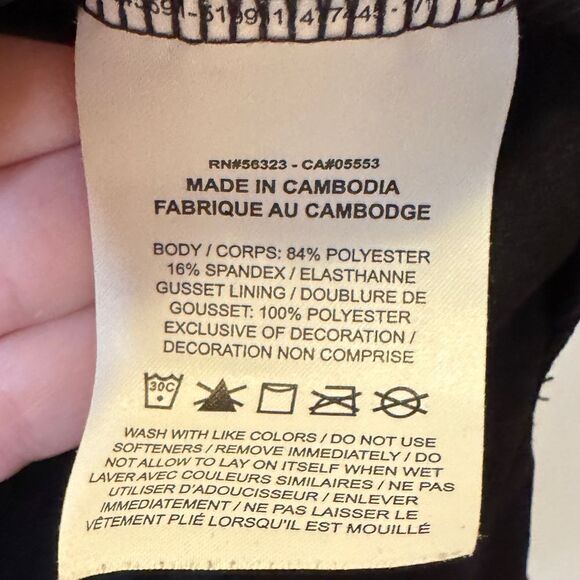 RN#56323 - CA#05553
MADE IN CAMBODIA
FABRIQUE AU CAMBODGE
BODY / CORPS: 84% POLYESTER
16% SPANDEX / ELASTHANNE
GUSSET LINING / DOUBLURE DE
GOUSSET: 100% POLYESTER
EXCLUSIVE OF DECORATION /
DECORATION NON COMPRISE
30C
WASH WITH LIKE COLORS / DO NOT USE
SOFTENERS / REMOVE IMMEDIATELY / DO
NOT ALLOW TO LAY ON ITSELF WHEN WET
LAVER AVEC COULEURS SIMILAIRES / NE PAS
UTILISER D'ADOUCISSEUR / ENLEVER
IMMEDIATEMENT / NE PAS LAISSER LE
VÊTEMENT PLIÉ LORSQU'IL EST MOUILLÉ